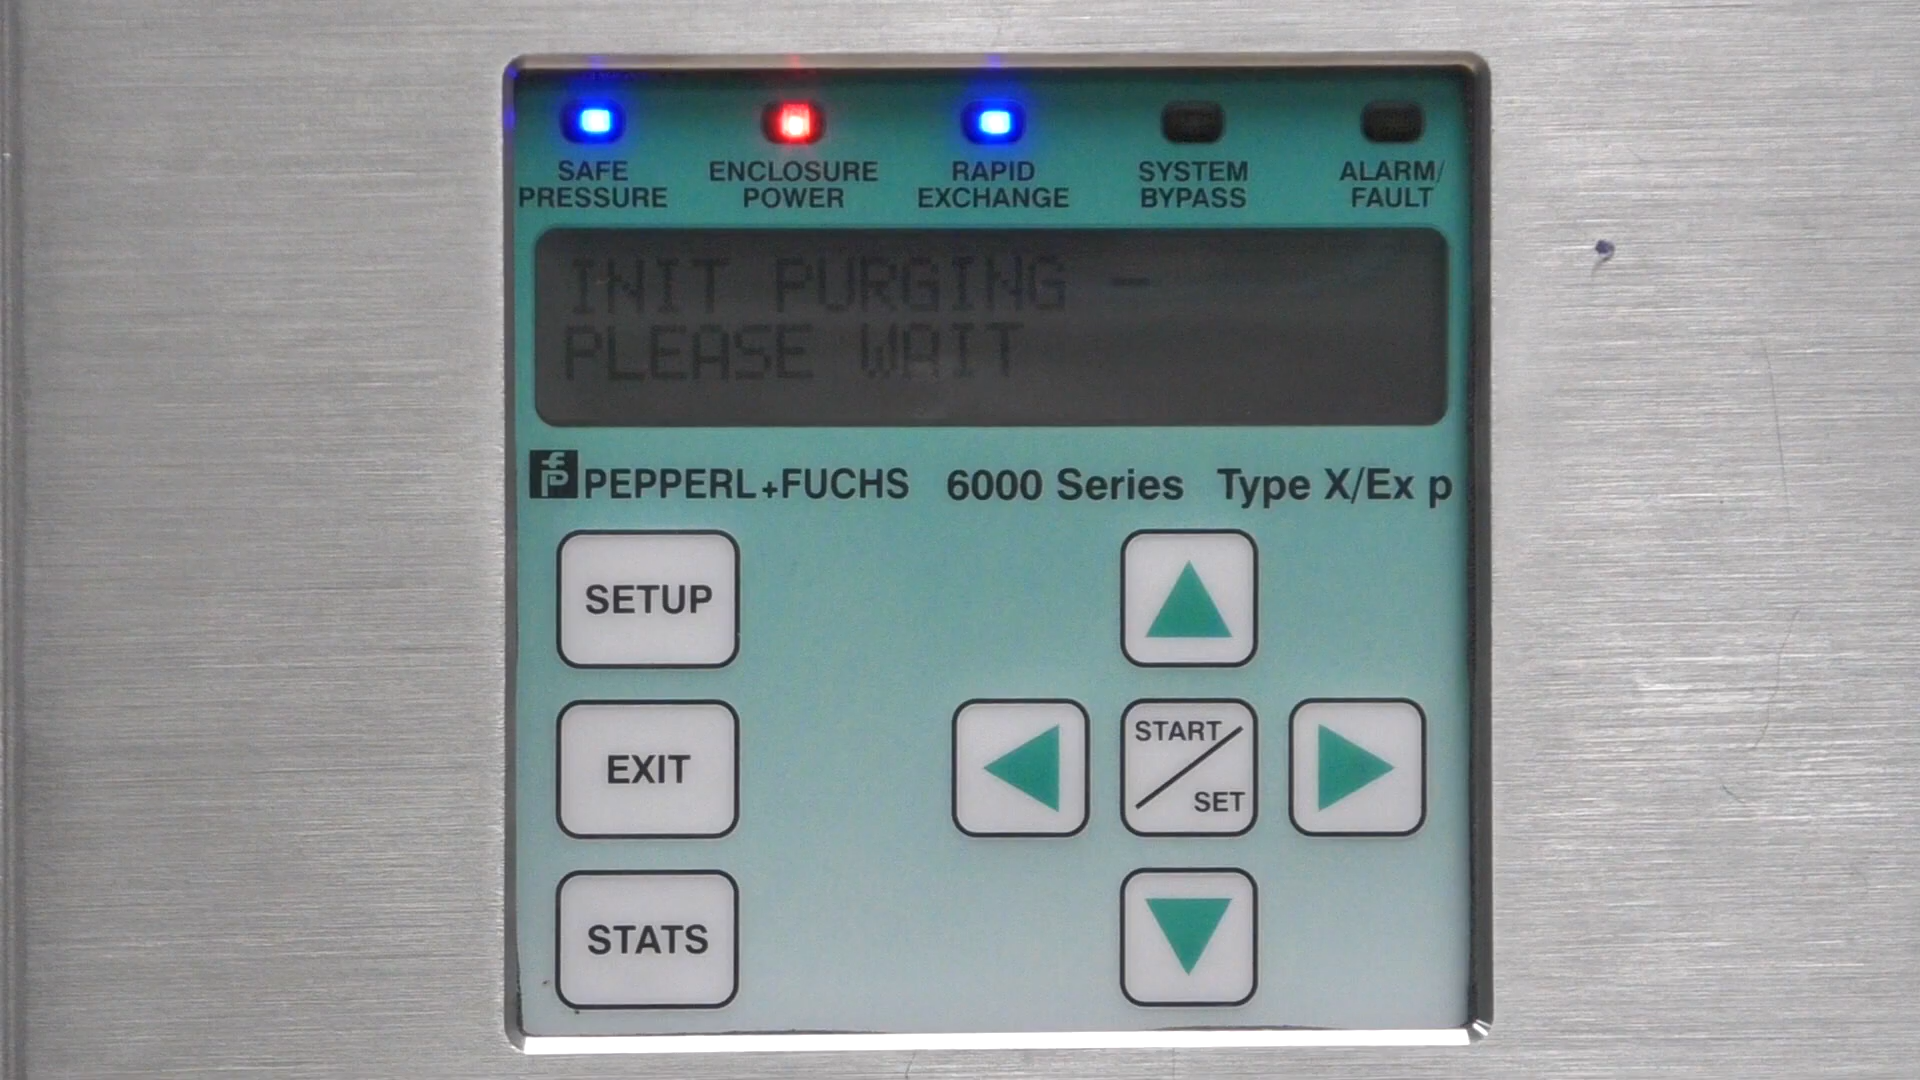 SAFE PRESSURE
ENCLOSURE POWER
RAPID EXCHANGE
SYSTEM BYPASS
ALARM/ FAULT
INIT PURGING -
PLEASE WAIT
PEPPERL+FUCHS 6000 Series Type X/Ex p
SETUP
EXIT
START/SET
STATS